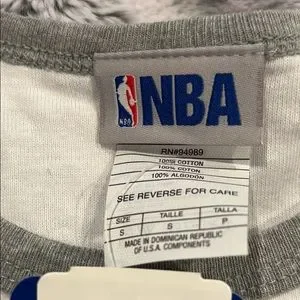 NBA
NBA
RN#94989
100% COTTON
100% COTON
100% ALGODÓN
SEE REVERSE FOR CARE
SIZE TAILLE TALLA
S S P
MADE IN DOMINICAN REPUBLIC
OF U.S.A. COMPONENTS